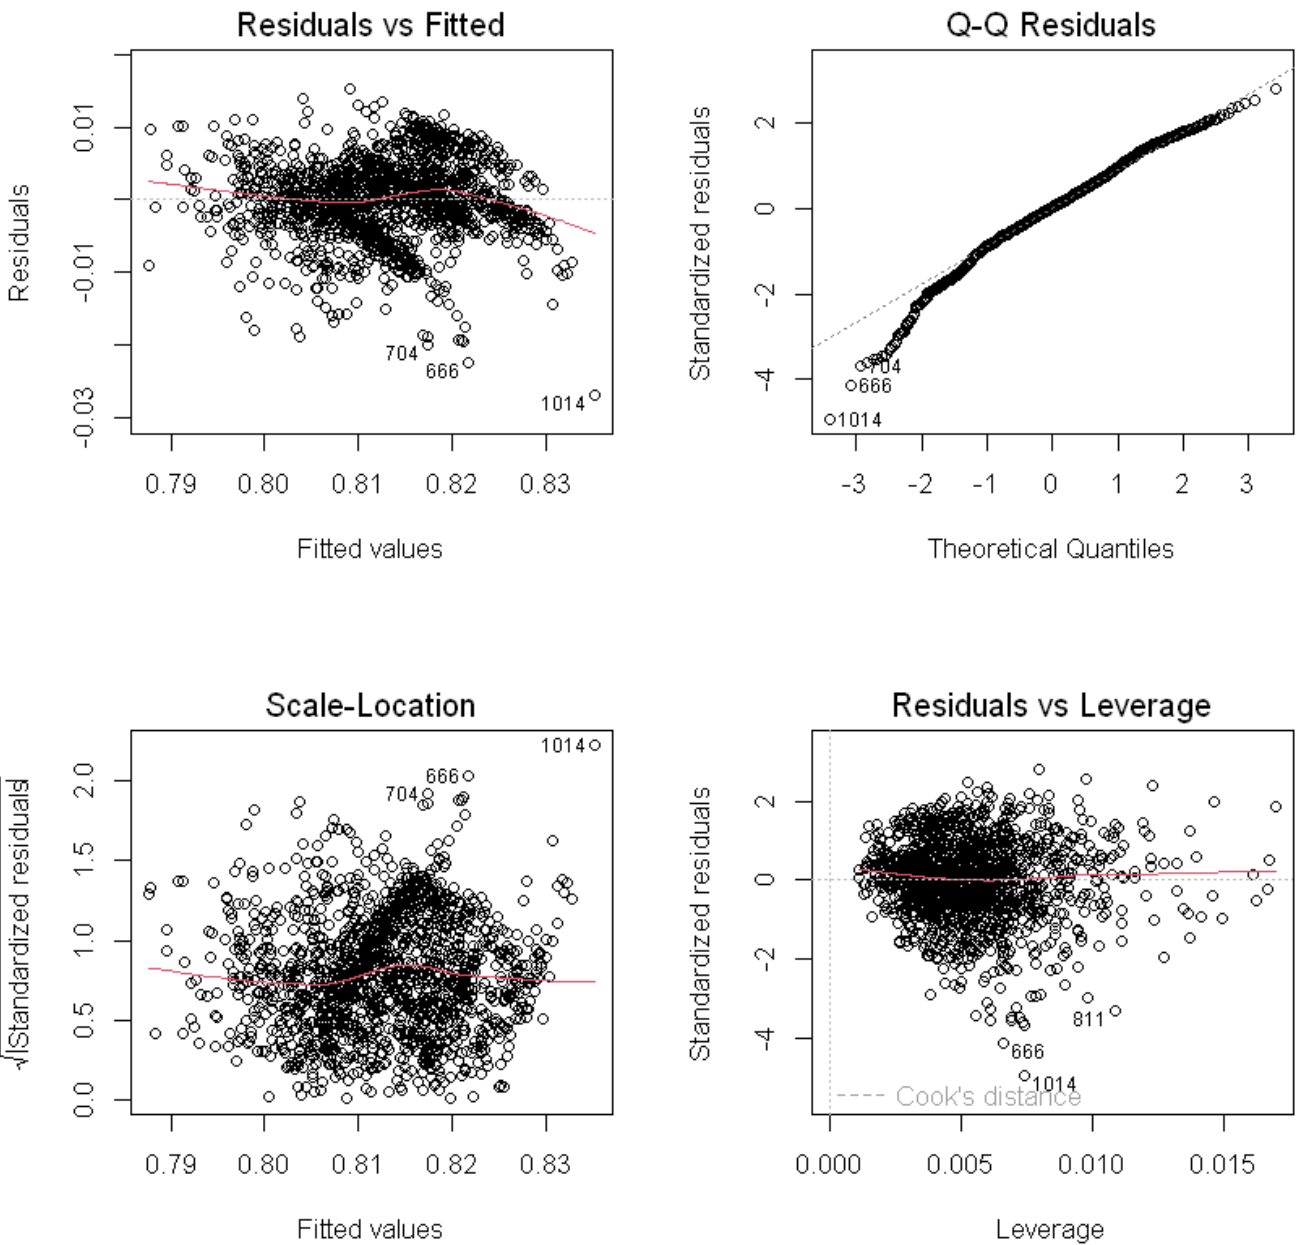 Residuals vs Fitted
Residuals
0.01
-0.01
-0.03
704
666
1014
0.79 0.80 0.81 0.82 0.83
Fitted values
Q-Q Residuals
Standardized residuals
2
0
-2
-4
704
666
1014
-3 -2 -1 0 1 2 3
Theoretical Quantiles
Scale-Location
√|Standardized residuals|
2.0
1.5
1.0
0.5
0.0
1014
666
704
0.79 0.80 0.81 0.82 0.83
Fitted values
Residuals vs Leverage
Standardized residuals
2
0
-2
-4
811
666
1014
Cook's distance
0.000 0.005 0.010 0.015
Leverage